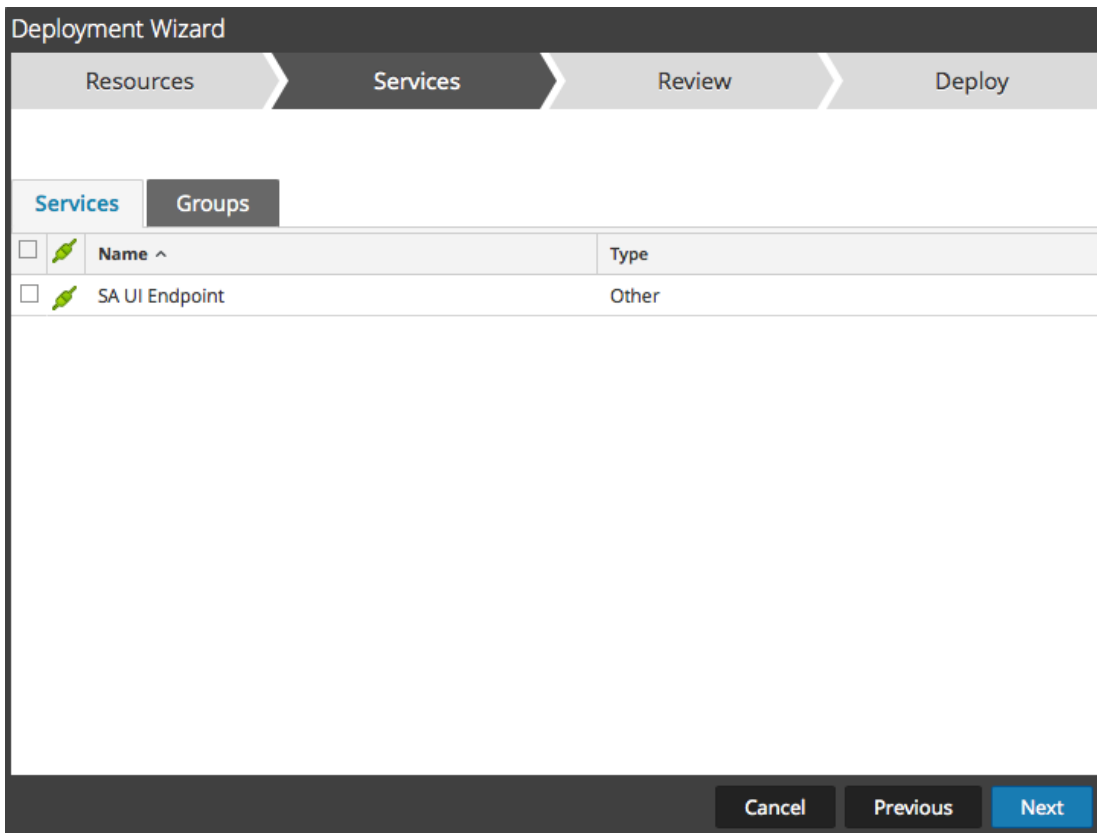 Deployment Wizard
Resources Services Review Deploy
Services Groups
Name Type
SA UI Endpoint Other
Cancel Previous Next